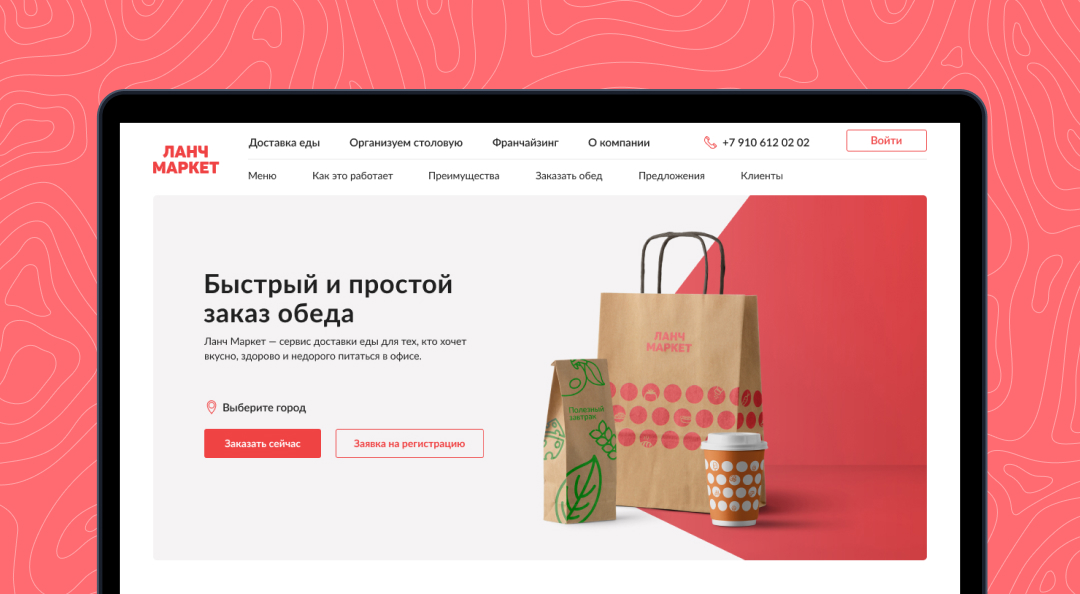 ЛАНЧ
МАРКЕТ
Доставка еды Организуем столовую Франчайзинг О компании +7 910 612 02 02 Войти
Меню Как это работает Преимущества Заказать обед Предложения Клиенты
Быстрый и простой
заказ обеда
Ланч Маркет — сервис доставки еды для тех, кто хочет
вкусно, здорово и недорого питаться в офисе.
Выберите город
Заказать сейчас Заявка на регистрацию
ЛАНЧ
МАРКЕТ
Полезный
завтрак